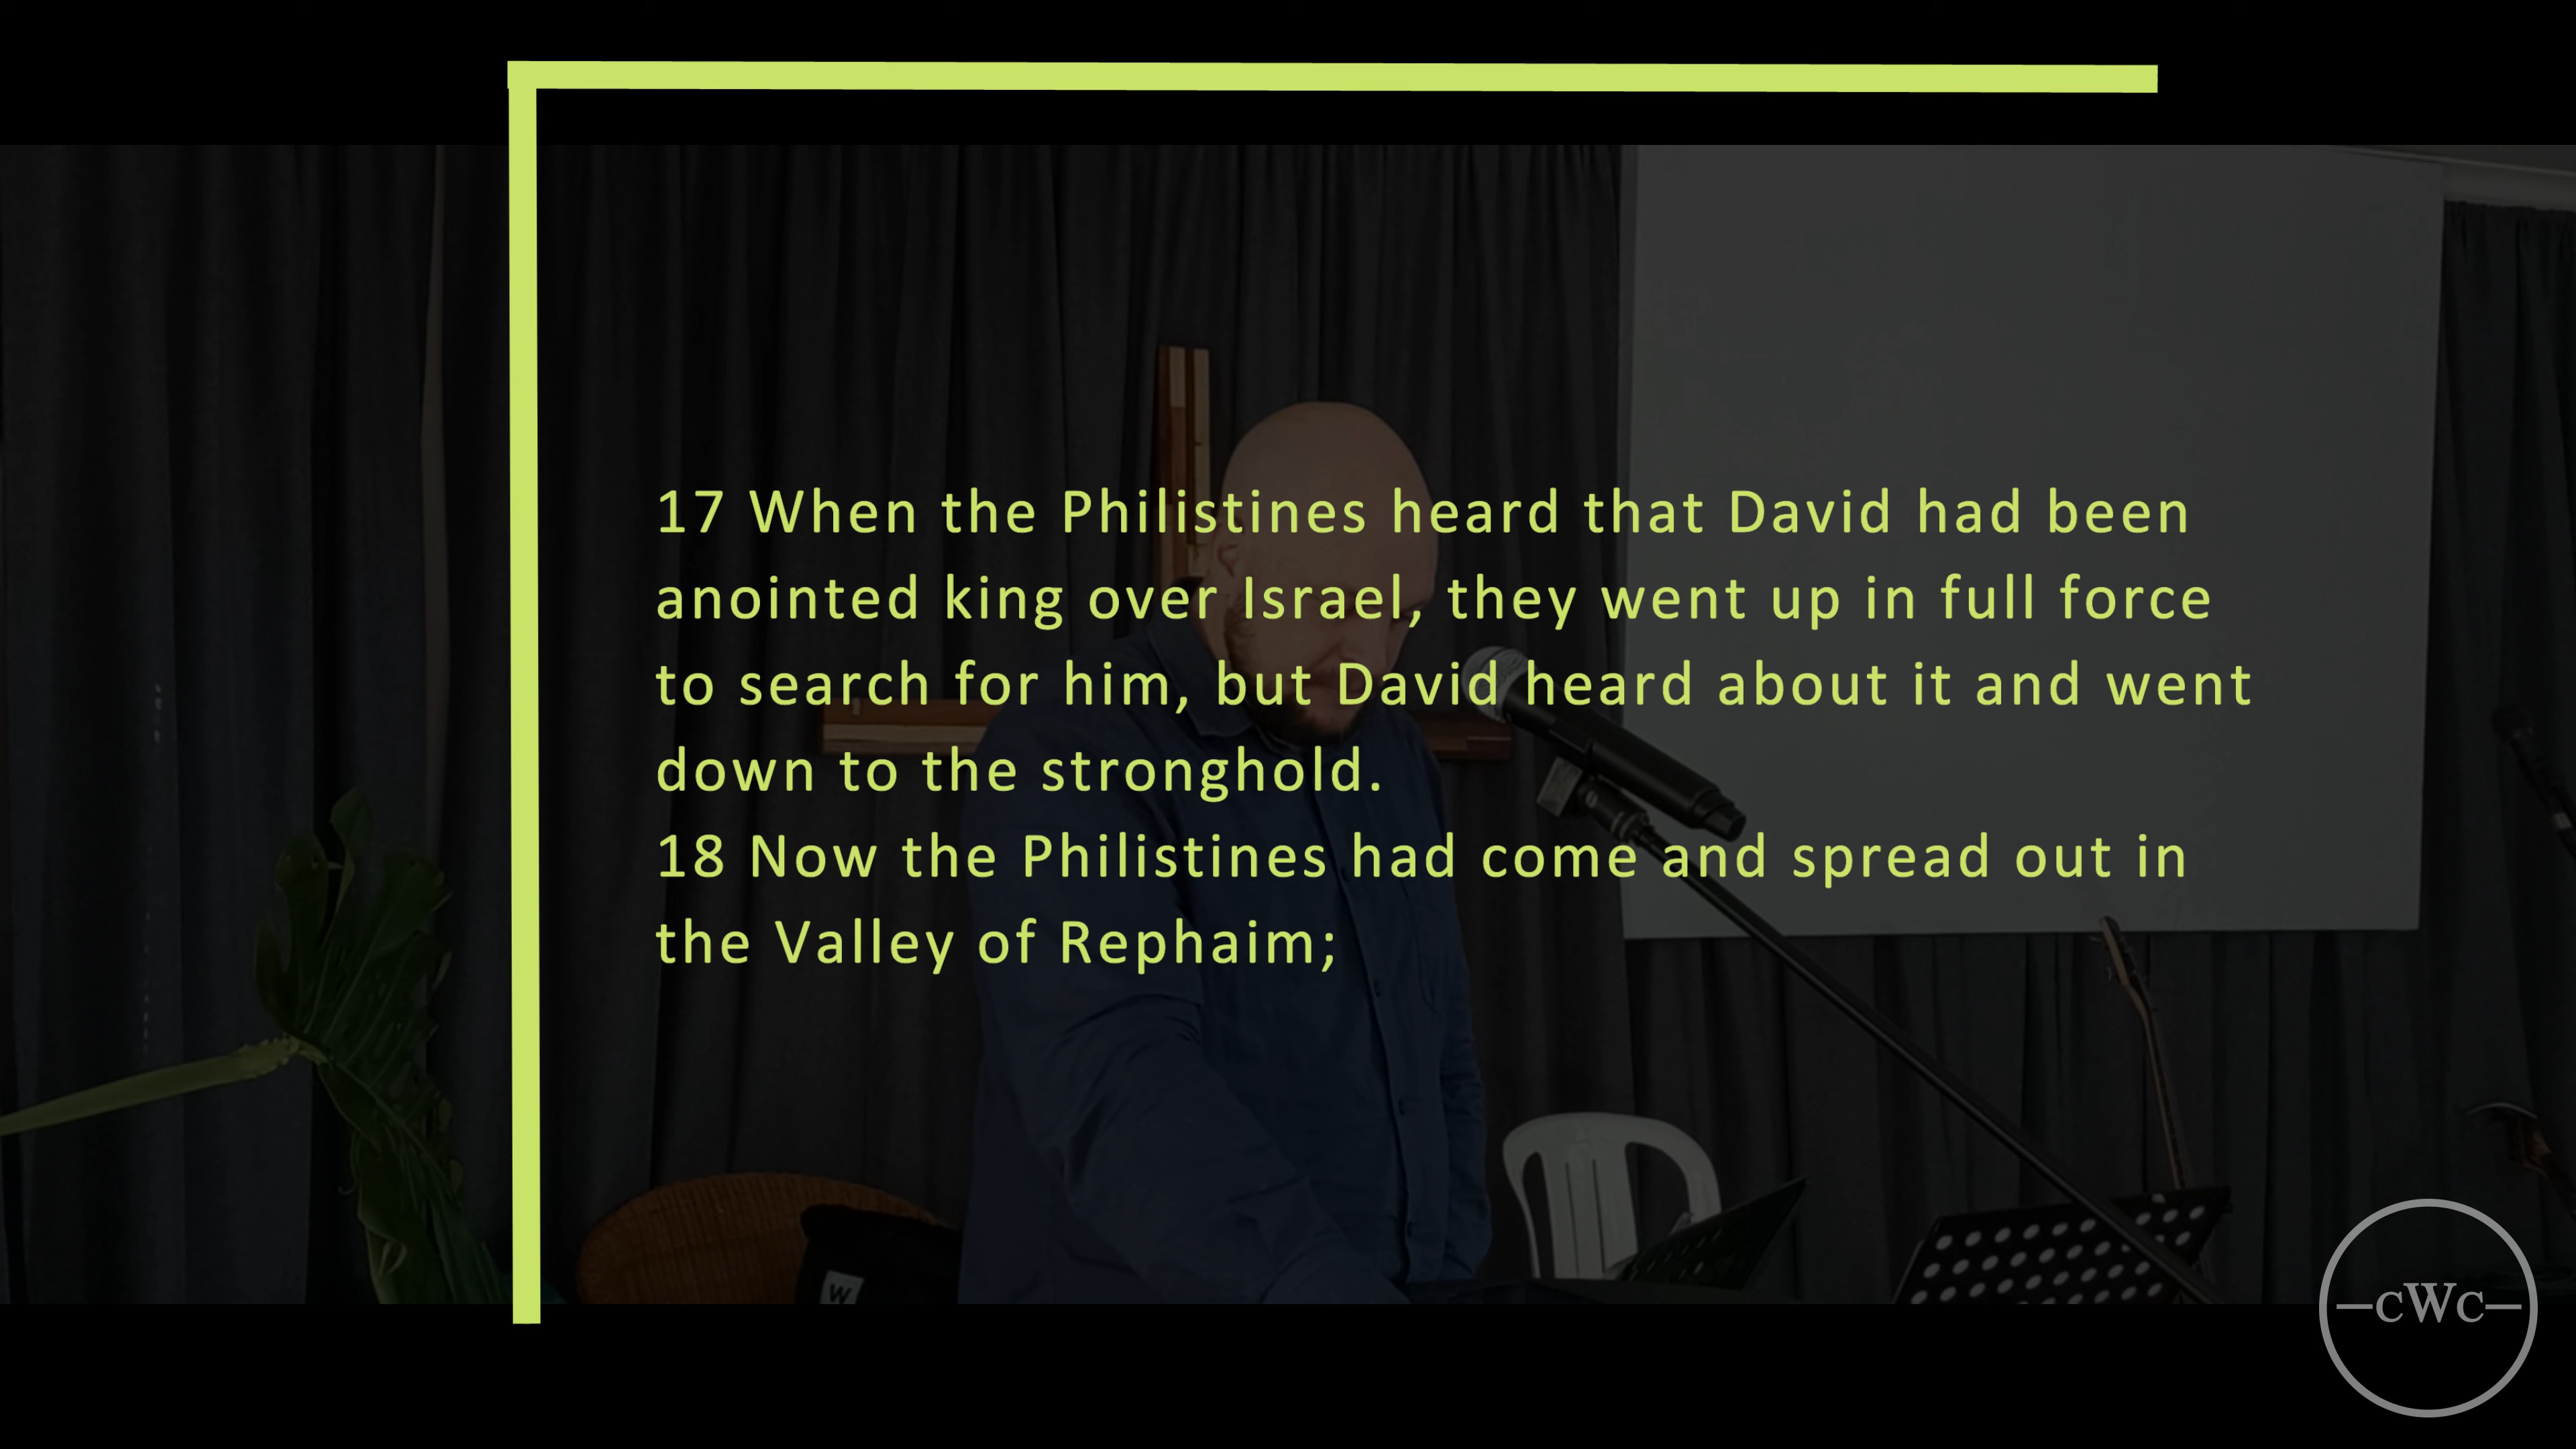 17 When the Philistines heard that David had been
anointed king over Israel, they went up in full force
to search for him, but David heard about it and went
down to the stronghold.
18 Now the Philistines had come and spread out in
the Valley of Rephaim;
W
CWC